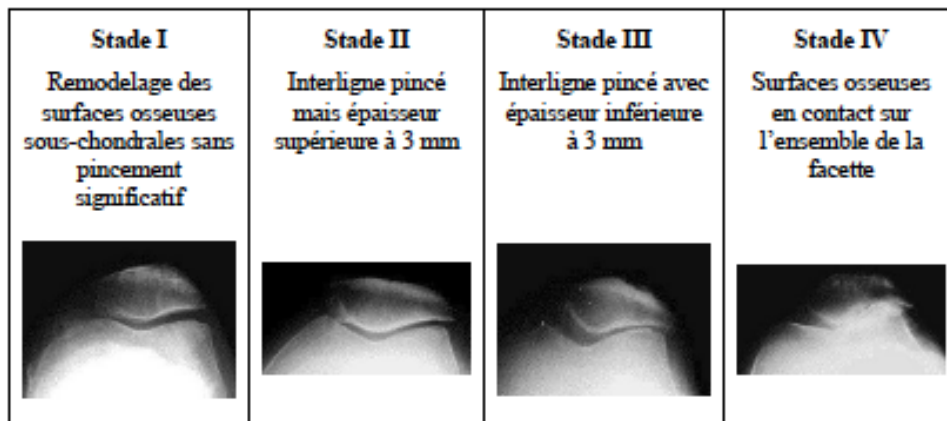 Stade I
Remodelage des
surfaces osseuses
sous-chondrales sans
pincement
significatif
Stade II
Interligne pincé
mais épaisseur
supérieure à 3 mm
Stade III
Interligne pincé avec
épaisseur inférieure
à 3 mm
Stade IV
Surfaces osseuses
en contact sur
l’ensemble de la
facette